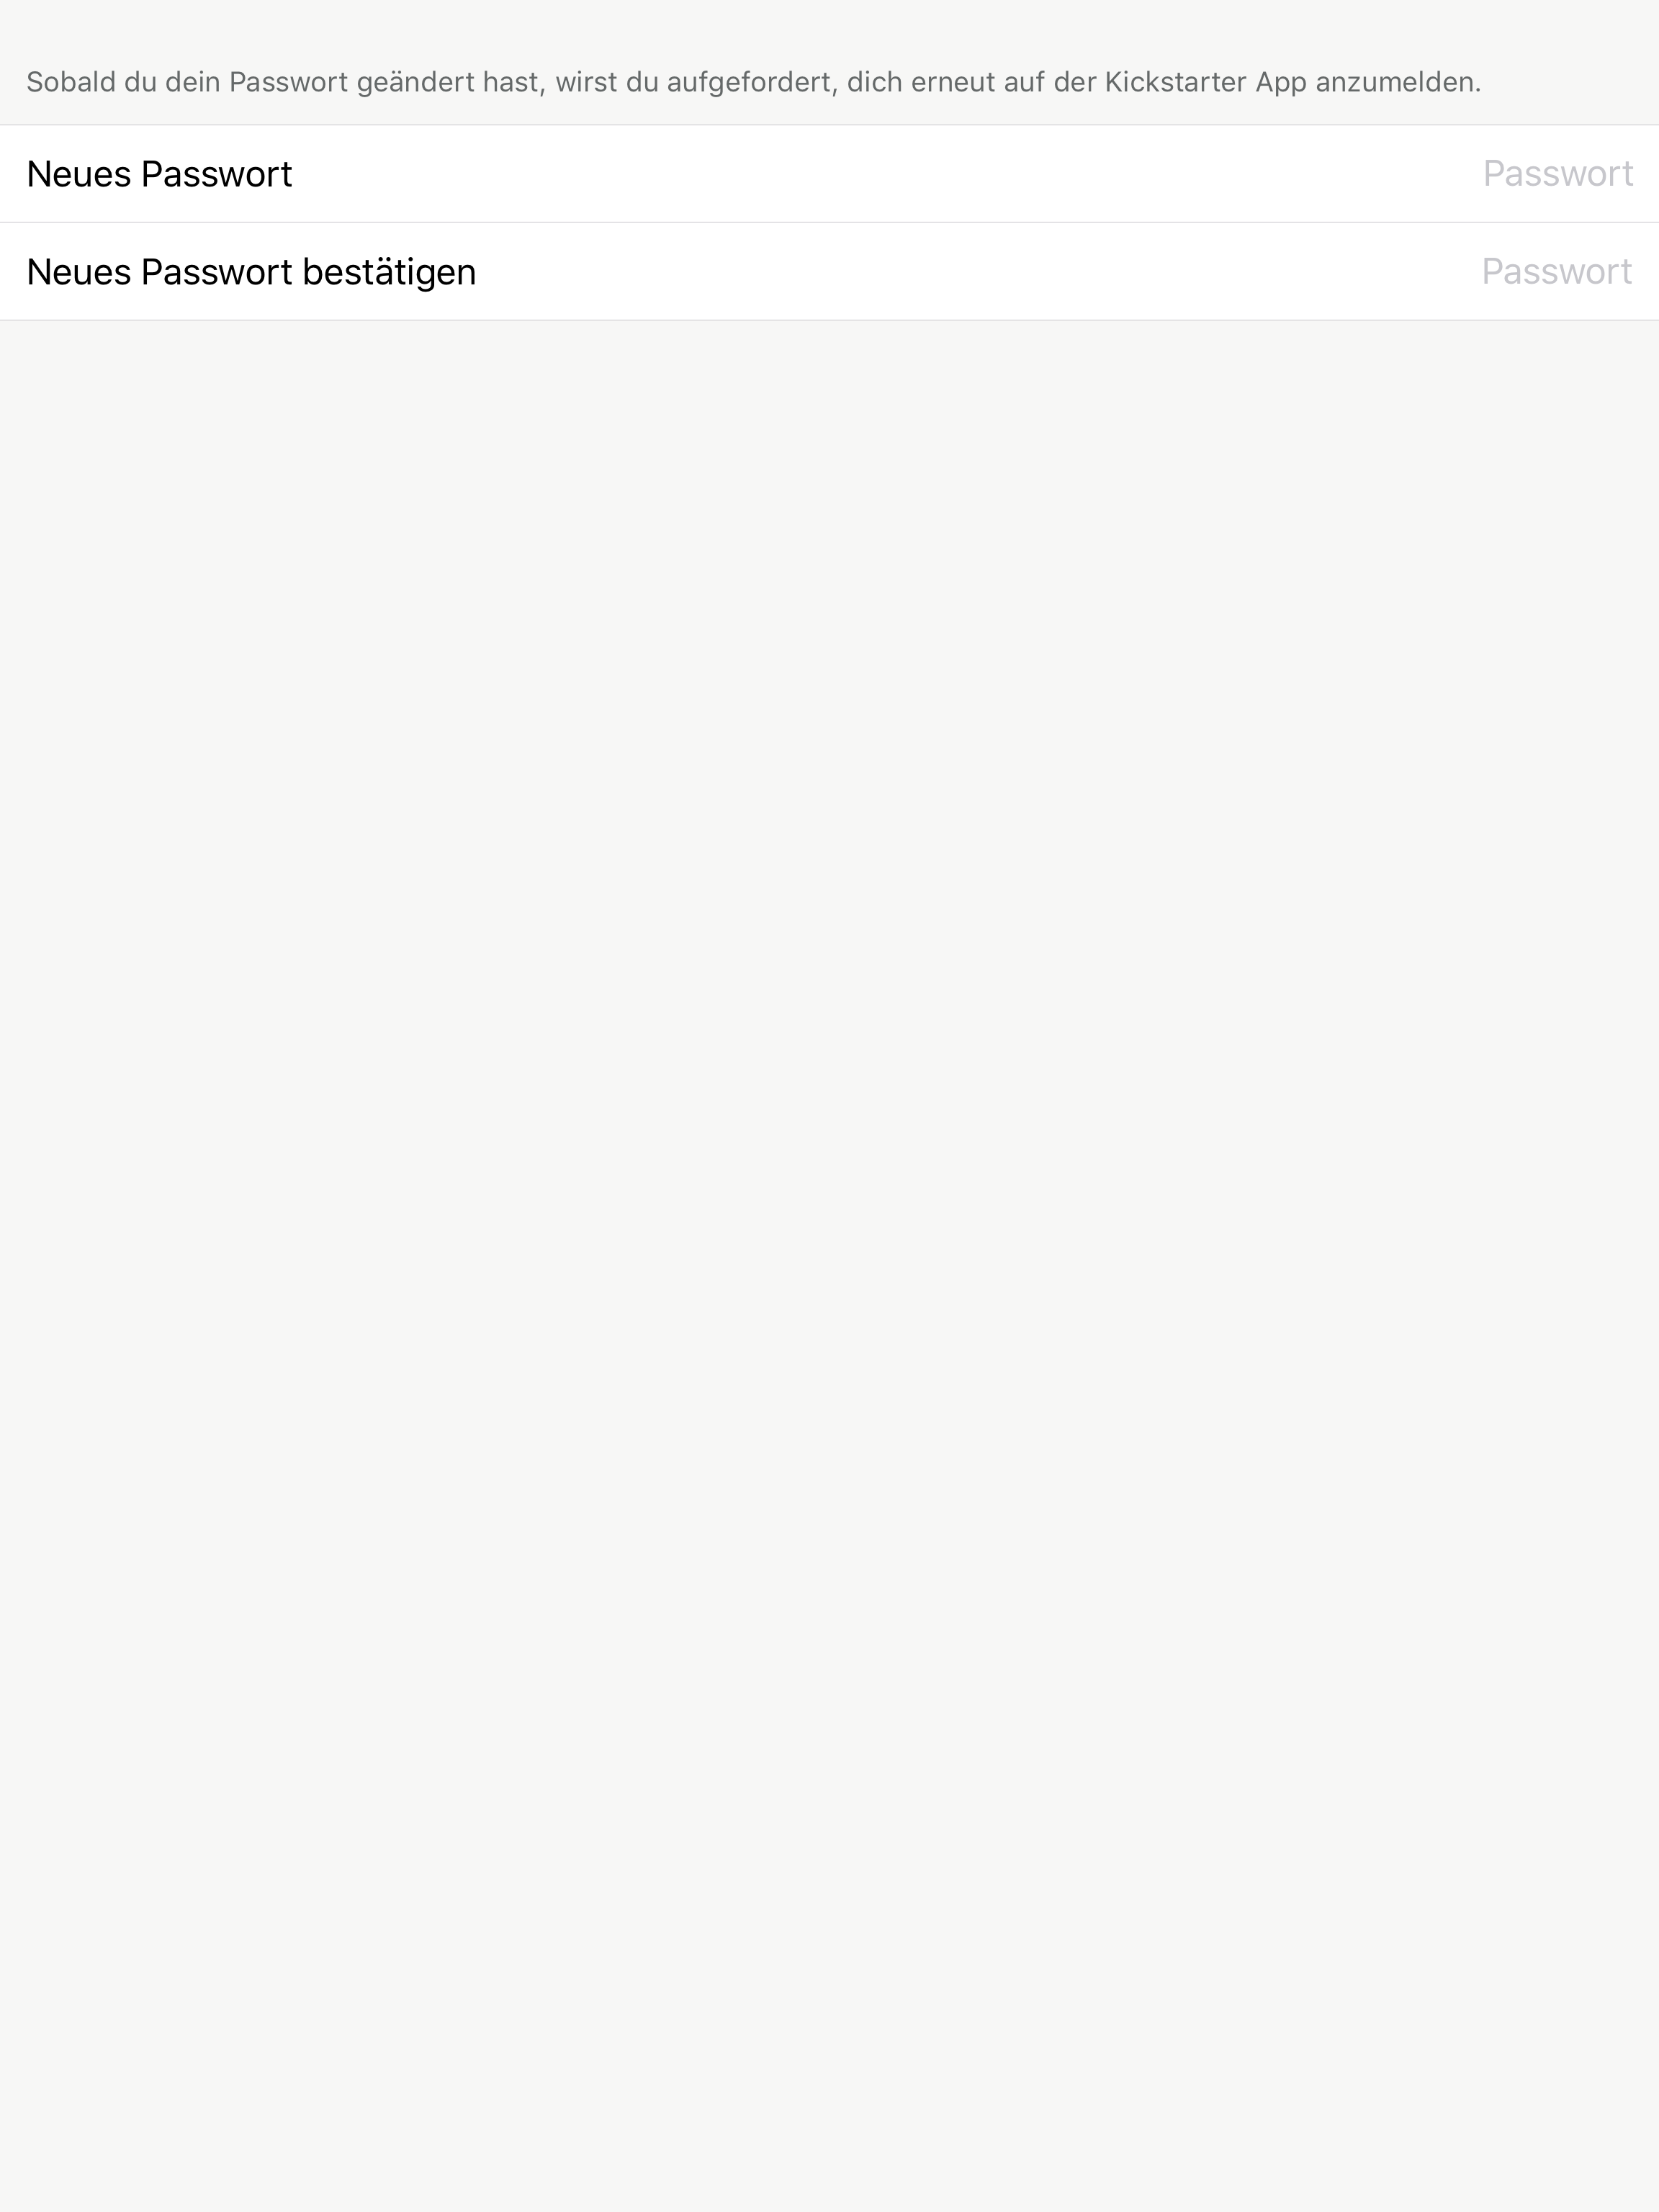 Sobald du dein Passwort geändert hast, wirst du aufgefordert, dich erneut auf der Kickstarter App anzumelden.
Neues Passwort Passwort
Neues Passwort bestätigen Passwort